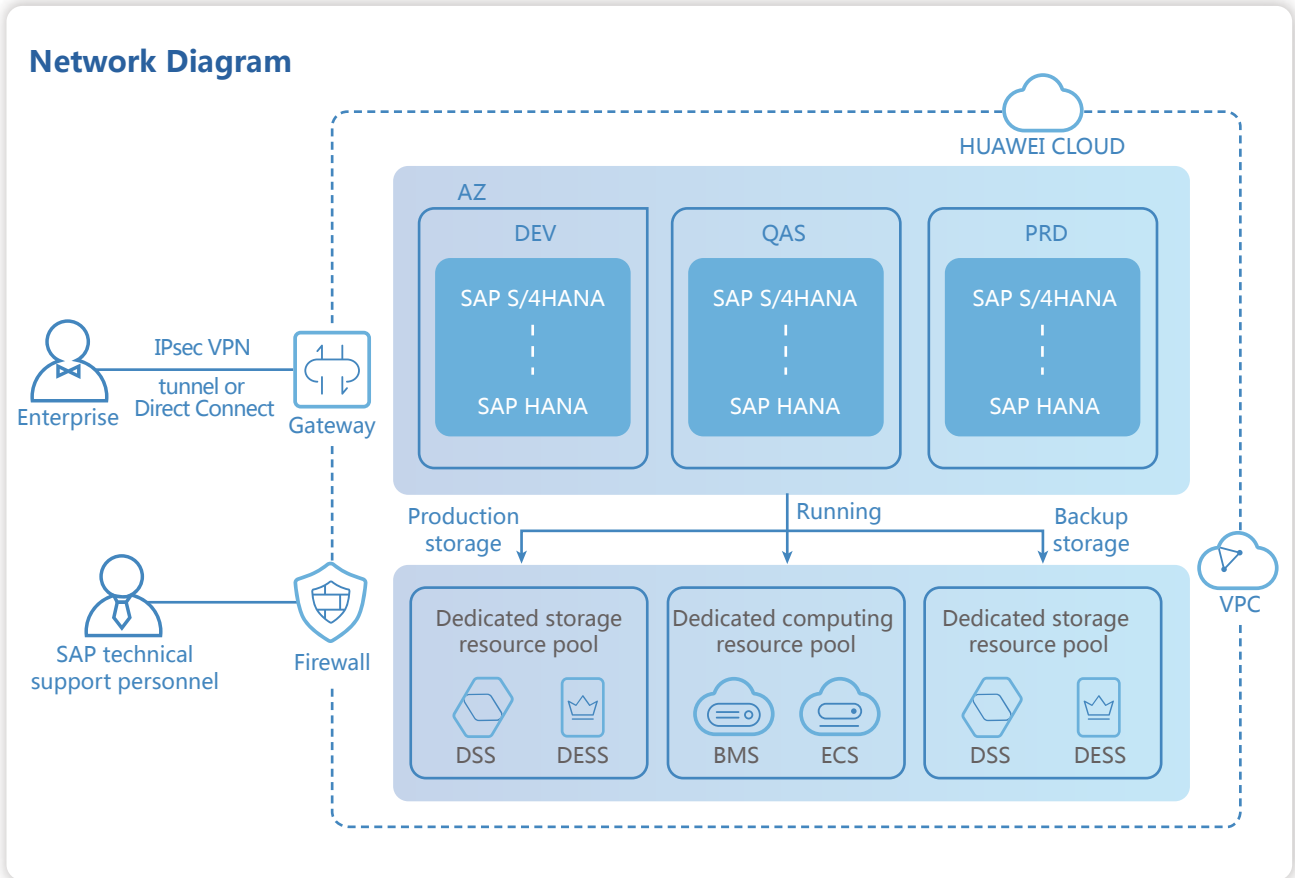 Network Diagram
HUAWEI CLOUD
AZ
DEV
QAS
PRD
SAP S/4HANA
SAP HANA
SAP S/4HANA
SAP HANA
SAP S/4HANA
SAP HANA
Enterprise
IPsec VPN
tunnel or
Direct Connect
Gateway
Production
storage
Running
Backup
storage
VPC
SAP technical
support personnel
Firewall
Dedicated storage
resource pool
DSS
DESS
Dedicated computing
resource pool
BMS
ECS
Dedicated storage
resource pool
DSS
DESS